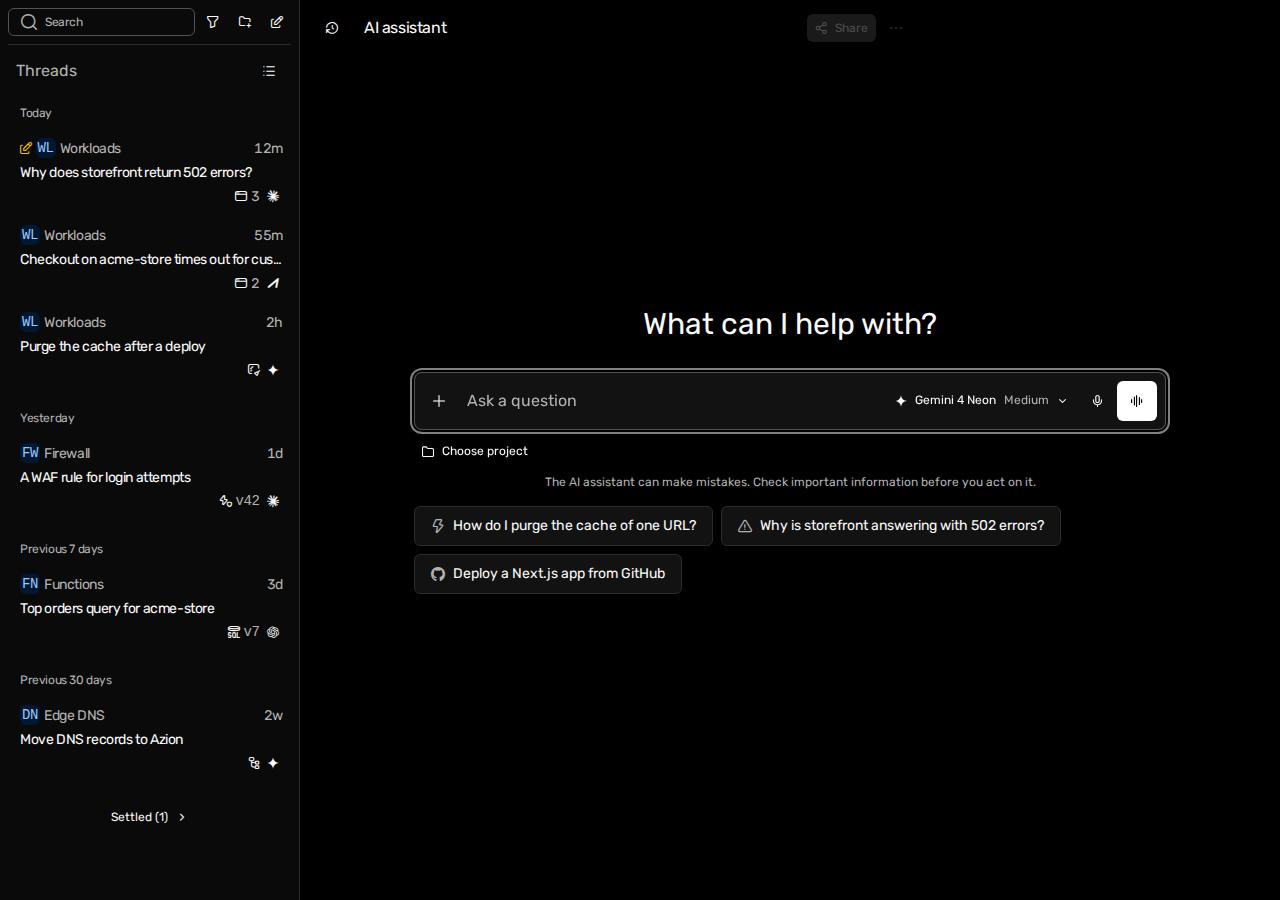 Search
AI assistant
Share
Threads
Today
WL Workloads 12m
Why does storefront return 502 errors?
3
WL Workloads 55m
Checkout on acme-store times out for cus...
2
WL Workloads 2h
Purge the cache after a deploy
Yesterday
FW Firewall 1d
A WAF rule for login attempts
v42
Previous 7 days
FN Functions 3d
Top orders query for acme-store
v7
Previous 30 days
DN Edge DNS 2w
Move DNS records to Azion
Settled (1)
What can I help with?
Ask a question
Gemini 4 Neon Medium
Choose project
The AI assistant can make mistakes. Check important information before you act on it.
How do I purge the cache of one URL?
Why is storefront answering with 502 errors?
Deploy a Next.js app from GitHub